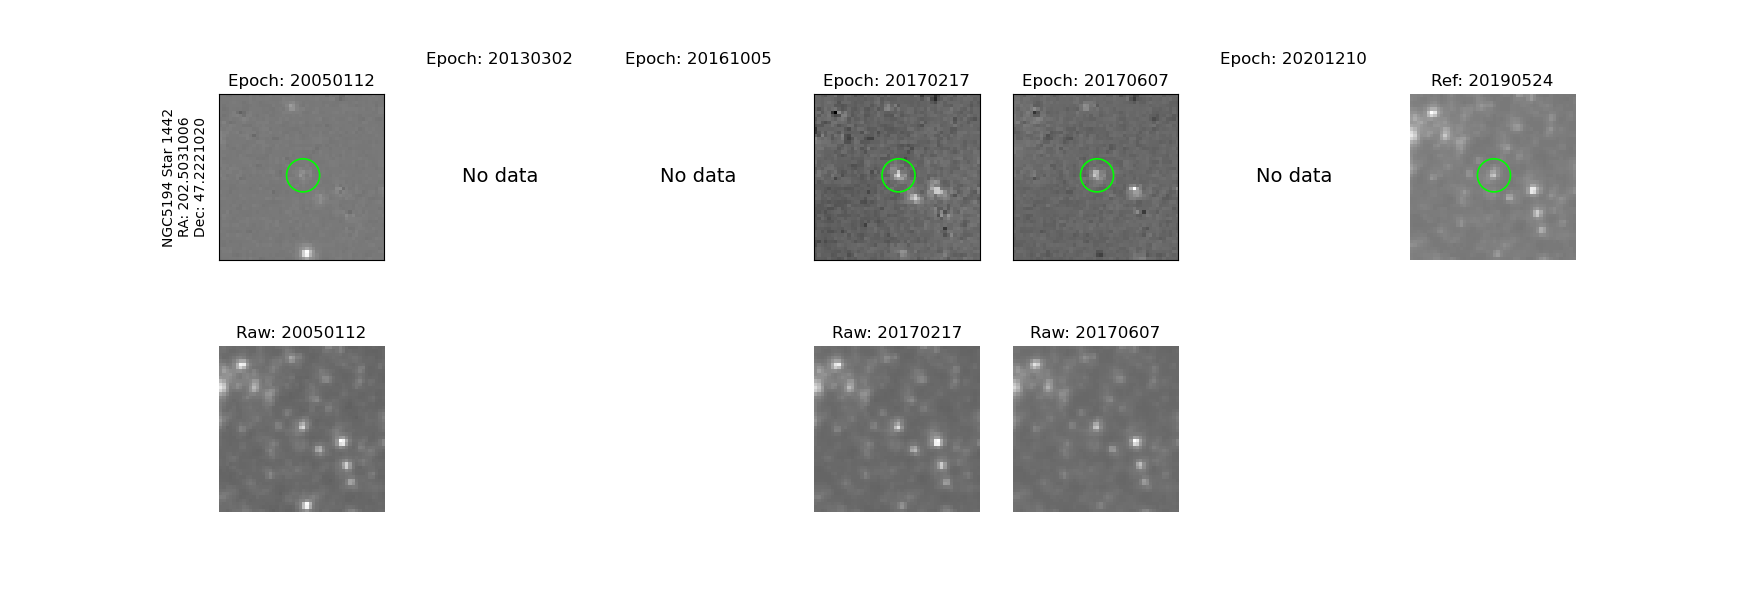 Epoch: 20130302
Epoch: 20161005
Epoch: 20201210
Epoch: 20050112
Epoch: 20170217
Epoch: 20170607
Ref: 20190524
NGC5194 Star 1442
RA: 202.5031006
Dec: 47.2221020
No data
No data
No data
Raw: 20050112
Raw: 20170217
Raw: 20170607